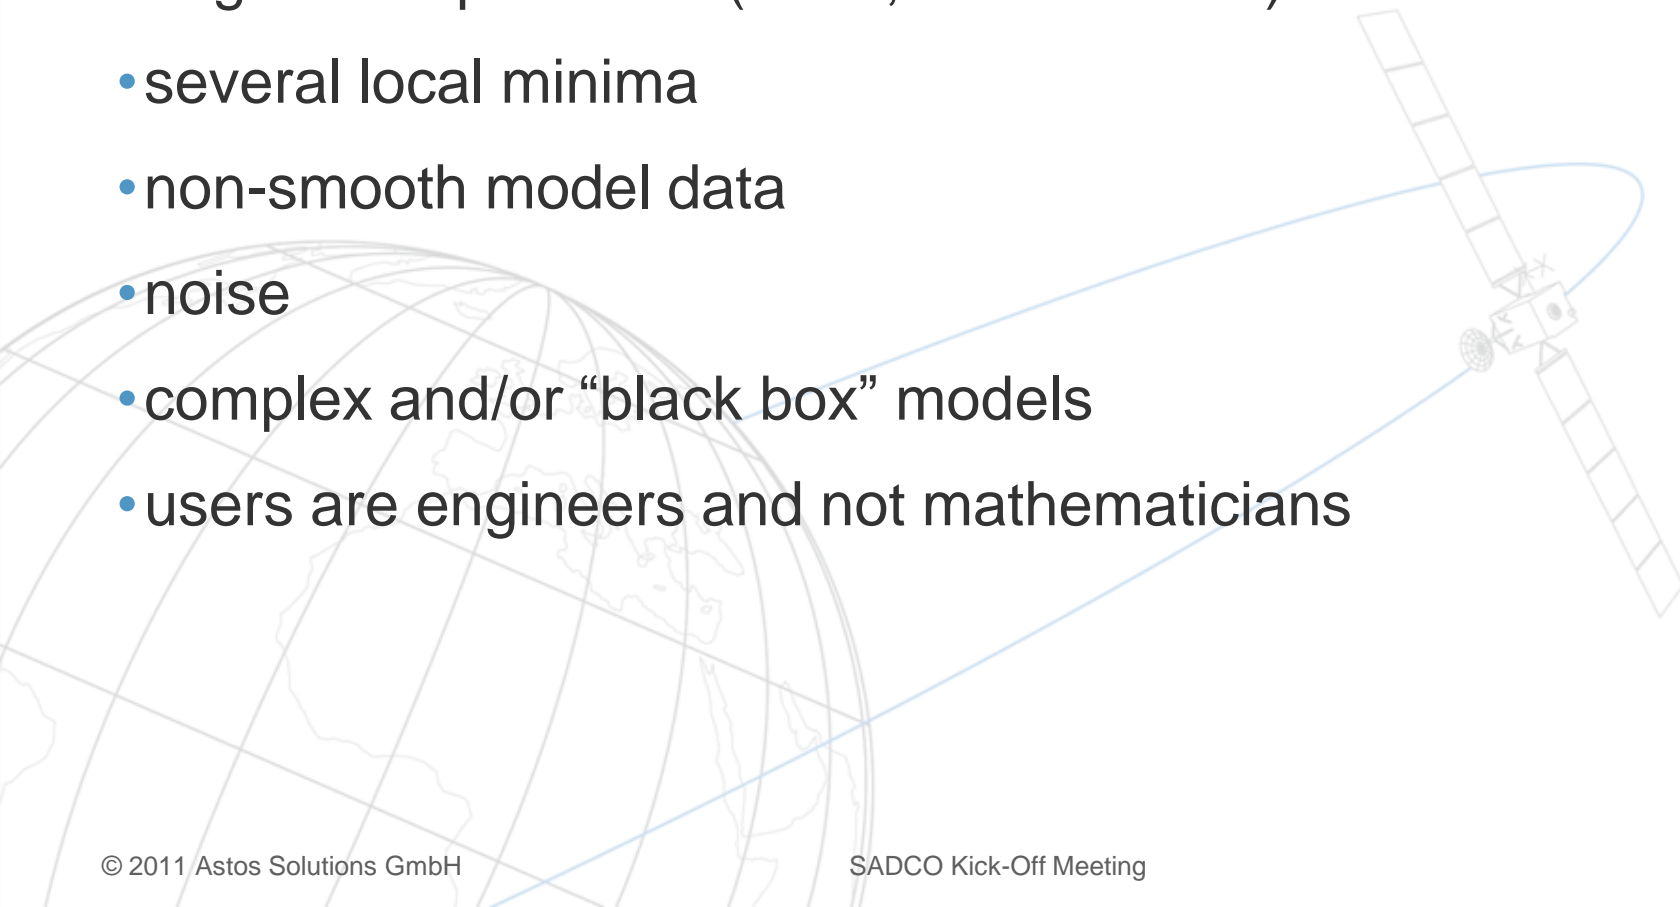 •several local minima
•non-smooth model data
•noise
•complex and/or “black box” models
•users are engineers and not mathematicians
© 2011 Astos Solutions GmbH
SADCO Kick-Off Meeting